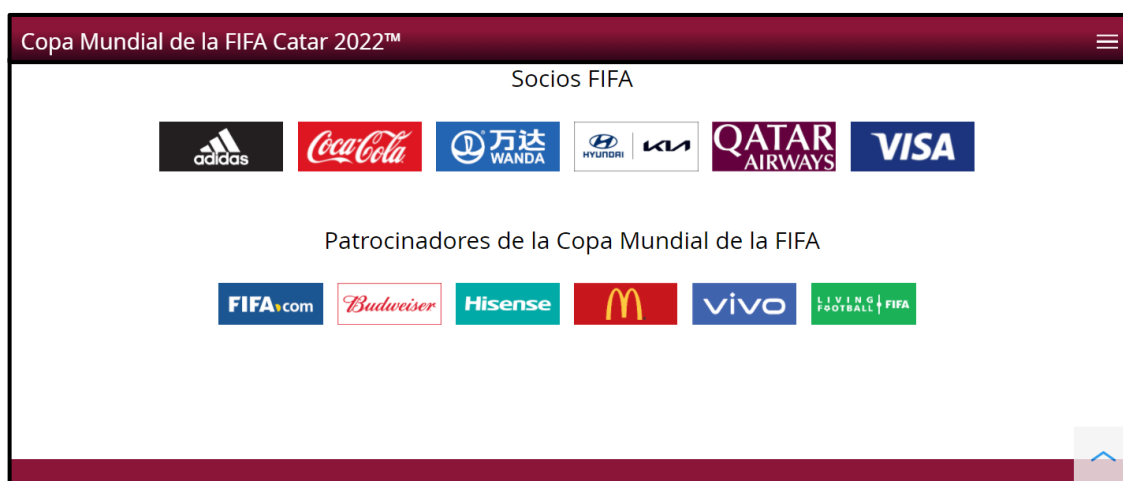 Copa Mundial de la FIFA Catar 2022™
Socios FIFA
adidas
Coca-Cola
万达
WANDA
HYUNDAI
KIA
QATAR
AIRWAYS
VISA
Patrocinadores de la Copa Mundial de la FIFA
FIFA.com
Budweiser
Hisense
vivo
LIVING
FOOTBALL
FIFA